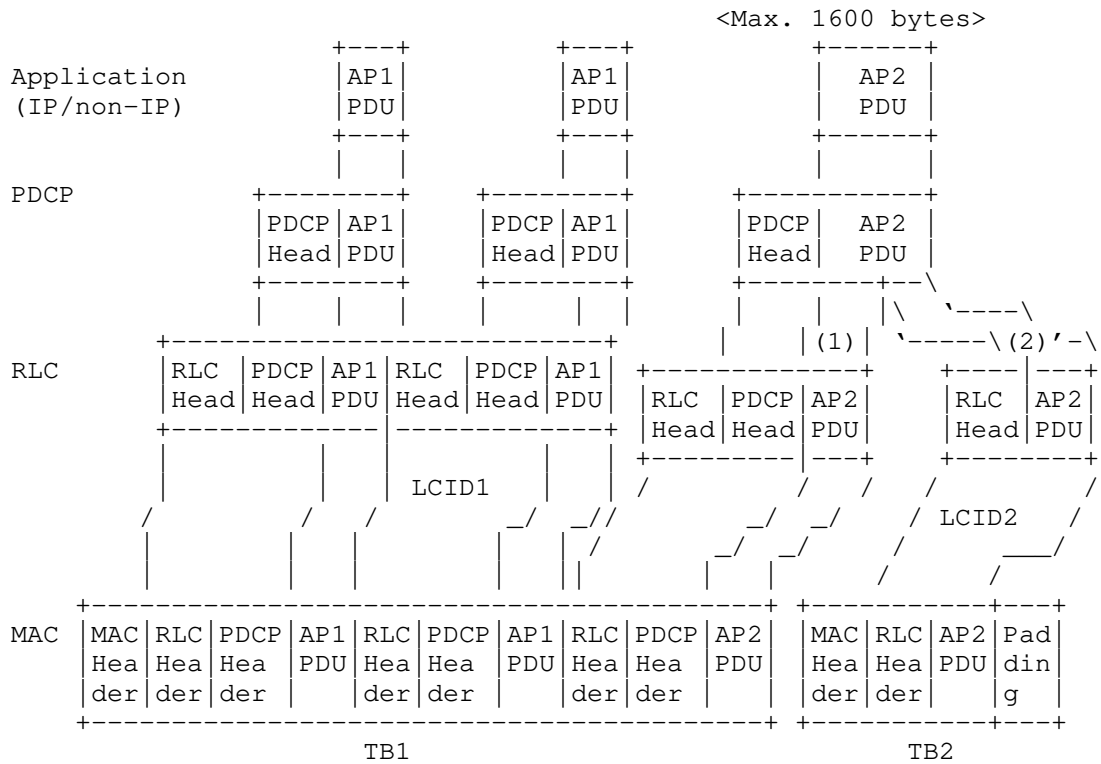 <Max. 1600 bytes>
Application AP1 AP1 AP2
(IP/non-IP) PDU PDU PDU
PDCP
PDCP AP1 PDCP AP1 PDCP AP2
Head PDU Head PDU Head PDU
(1) (2)
RLC RLC PDCP AP1 RLC PDCP AP1
Head Head PDU Head Head PDU
RLC PDCP AP2 RLC AP2
Head Head PDU Head PDU
LCID1
LCID2
MAC MAC RLC PDCP AP1 RLC PDCP AP1 RLC PDCP AP2 MAC RLC AP2 Pad
Hea Hea Hea PDU Hea Hea PDU Hea Hea PDU Hea Hea PDU din
der der der der der der der der der g
TB1 TB2